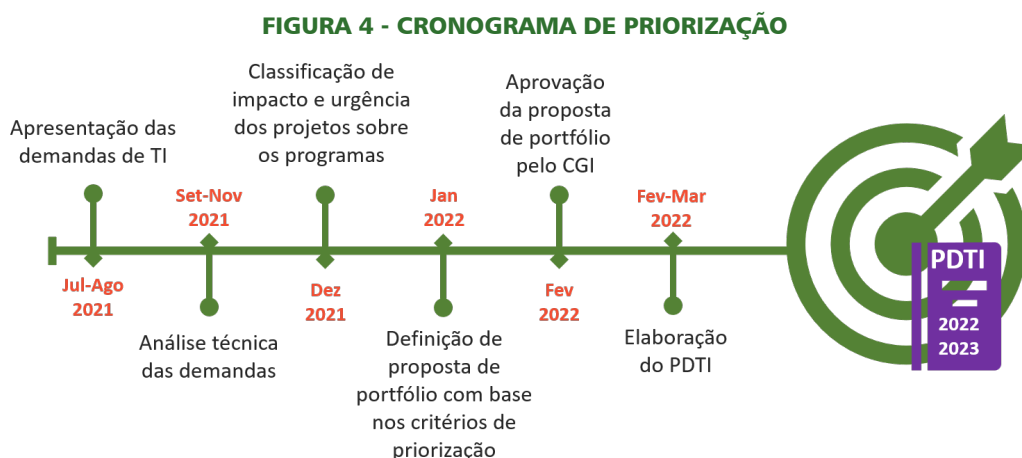 FIGURA 4 - CRONOGRAMA DE PRIORIZAÇÃO
Apresentação das
demandas de TI
Jul-Ago
2021
Set-Nov
2021
Análise técnica
das demandas
Classificação de
impacto e urgência
dos projetos sobre
os programas
Dez
2021
Jan
2022
Definição de
proposta de
portfólio com base
nos critérios de
priorização
Aprovação
da proposta
de portfólio
pelo CGI
Fev
2022
Fev-Mar
2022
Elaboração
do PDTI
PDTI
2022
2023